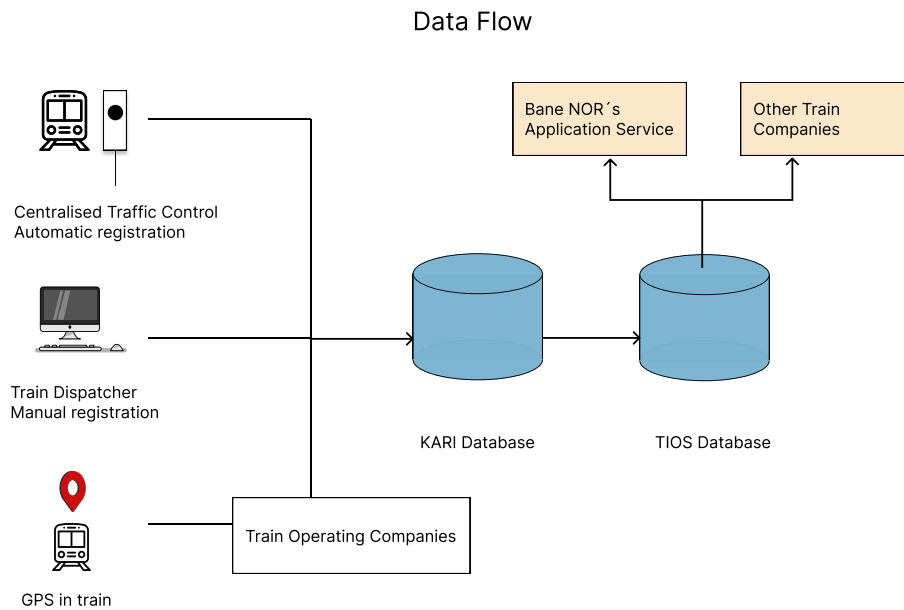 Data Flow
Bane NOR´s
Application Service
Other Train
Companies
Centralised Traffic Control
Automatic registration
Train Dispatcher
Manual registration
KARI Database
TIOS Database
Train Operating Companies
GPS in train